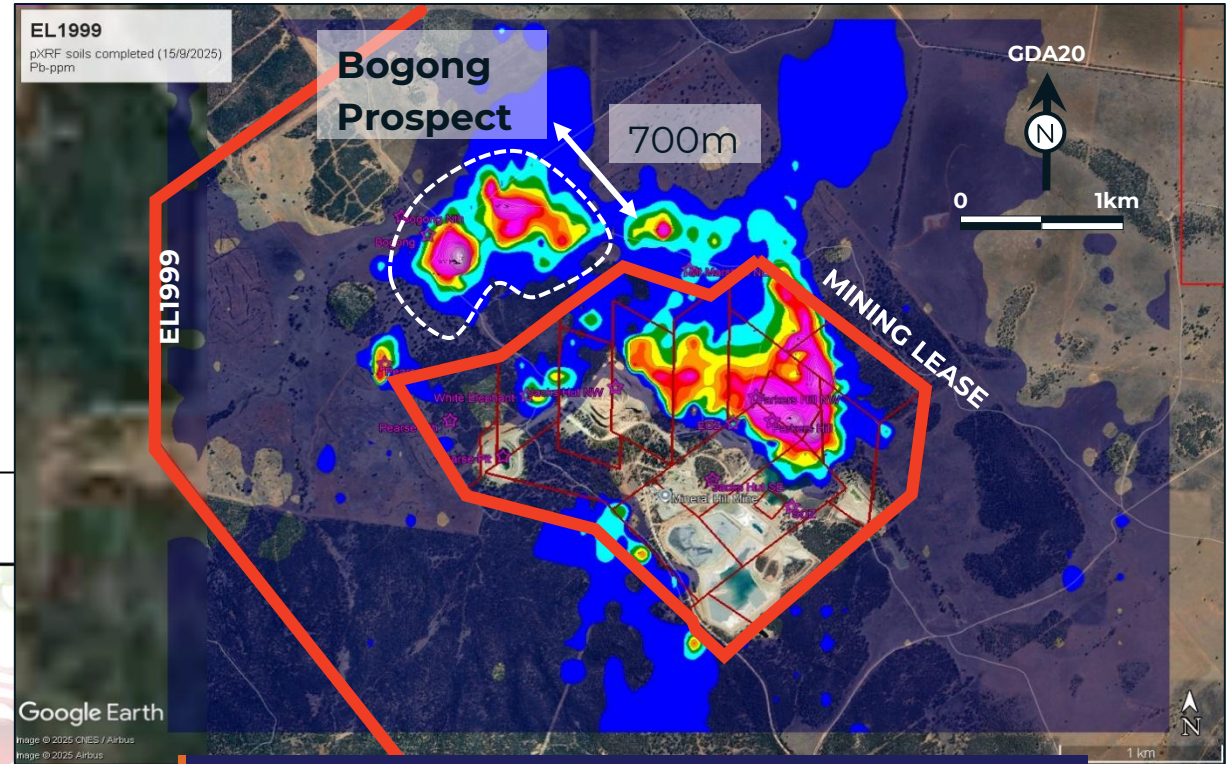 EL1999
pXRF soils completed (15/9/2025)
Pb-ppm
Bogong
Prospect
700m
GDA20
N
0 1km
EL1999
MINING LEASE
Bogong
White Elephant
Parkers Hill NW
Parkers Hill
Mineral Hill Mine
Google Earth
Image © 2025 CNES / Airbus
Image © 2025 Airbus
N
1 km